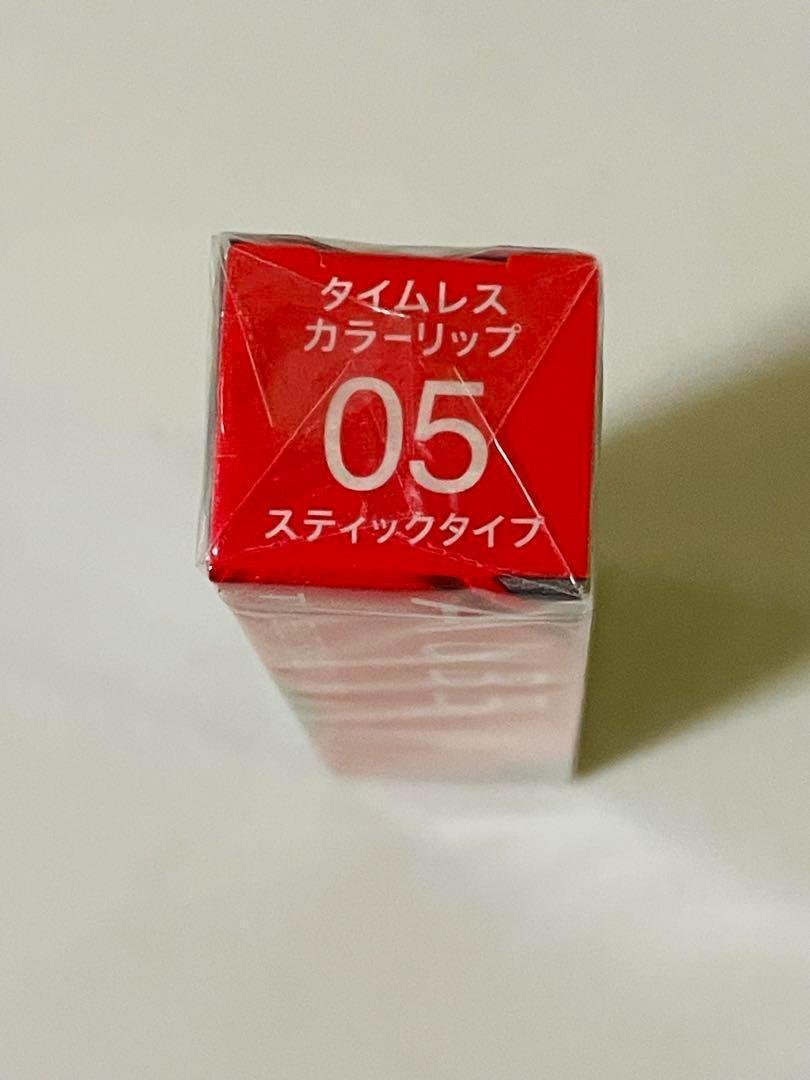 タイムレス
カラーリップ
05
スティックタイプ